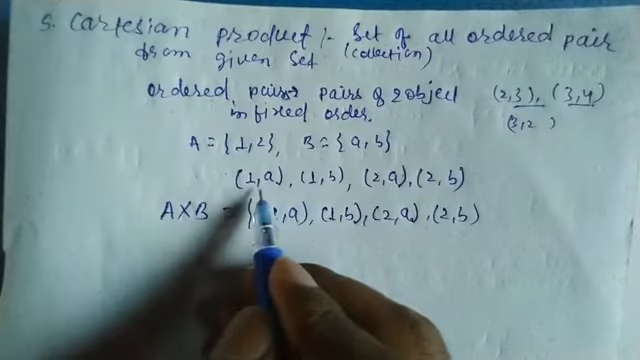 5. Cartesian product :- Set of all ordered pair
from given set (collection)
ordered pairs pairs of 2 object
in fixed order.
(2,3), (3,4)
(3,2 )
A = {1,2}, B = {a,b}
(1,a), (1,b), (2,a), (2,b)
A×B = { ,a), (1,b), (2,a), (2,b)